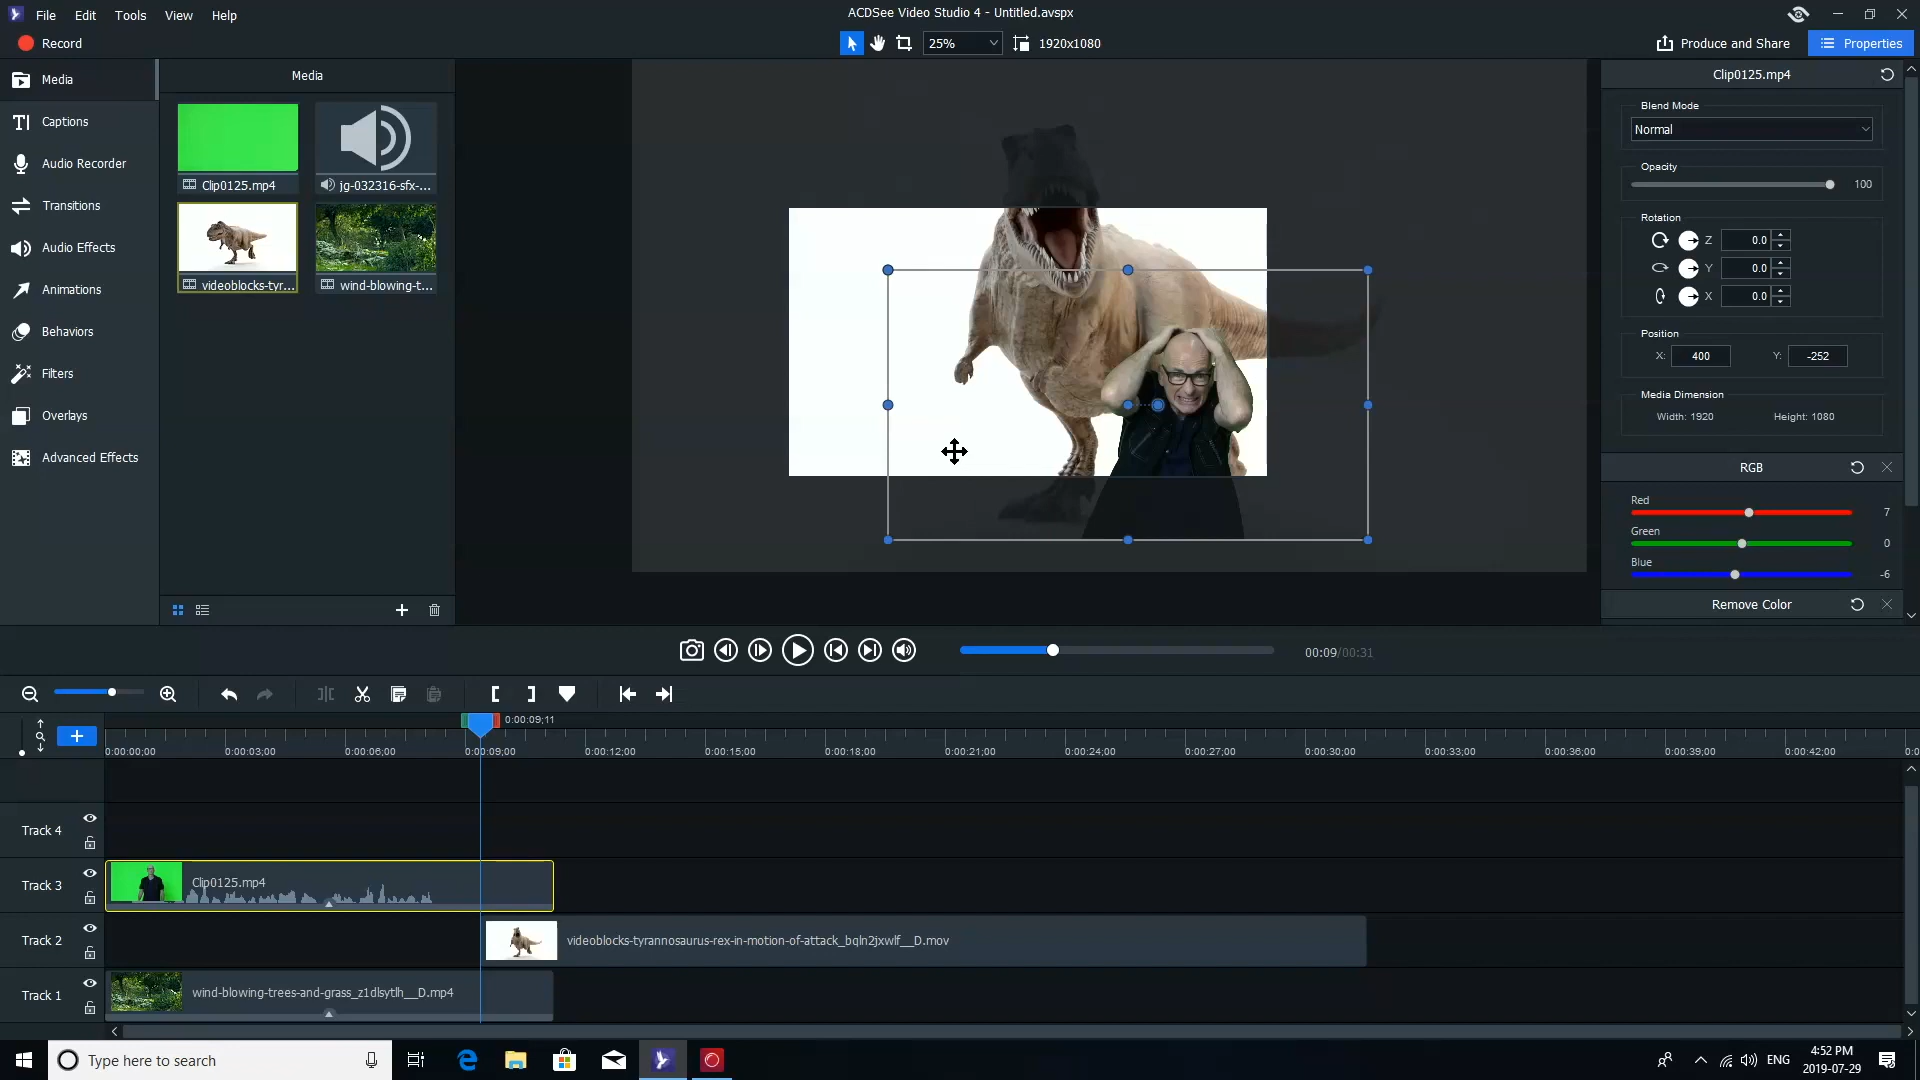 File Edit Tools View Help
ACDSee Video Studio 4 - Untitled.avspx
Record
25%
1920x1080
Produce and Share
Properties
Media
Captions
Audio Recorder
Transitions
Audio Effects
Animations
Behaviors
Filters
Overlays
Advanced Effects
Media
Clip0125.mp4
jg-032316-sfx-...
videoblocks-tyr...
wind-blowing-t...
Clip0125.mp4
Blend Mode
Normal
Opacity
100
Rotation
Z 0.0
Y 0.0
X 0.0
Position
X: 400 Y: -252
Media Dimension
Width: 1920 Height: 1080
RGB
Red
7
Green
0
Blue
-6
Remove Color
00:09/00:31
0:00:09;11
0:00:00;00 0:00:03;00 0:00:06;00 0:00:09;00 0:00:12;00 0:00:15;00 0:00:18;00 0:00:21;00 0:00:24;00 0:00:27;00 0:00:30;00 0:00:33;00 0:00:36;00 0:00:39;00 0:00:42;00 0:0
Track 4
Track 3
Clip0125.mp4
Track 2
videoblocks-tyrannosaurus-rex-in-motion-of-attack_bqln2jxwlf__D.mov
Track 1
wind-blowing-trees-and-grass_z1dlsytlh__D.mp4
Type here to search
ENG
4:52 PM
2019-07-29